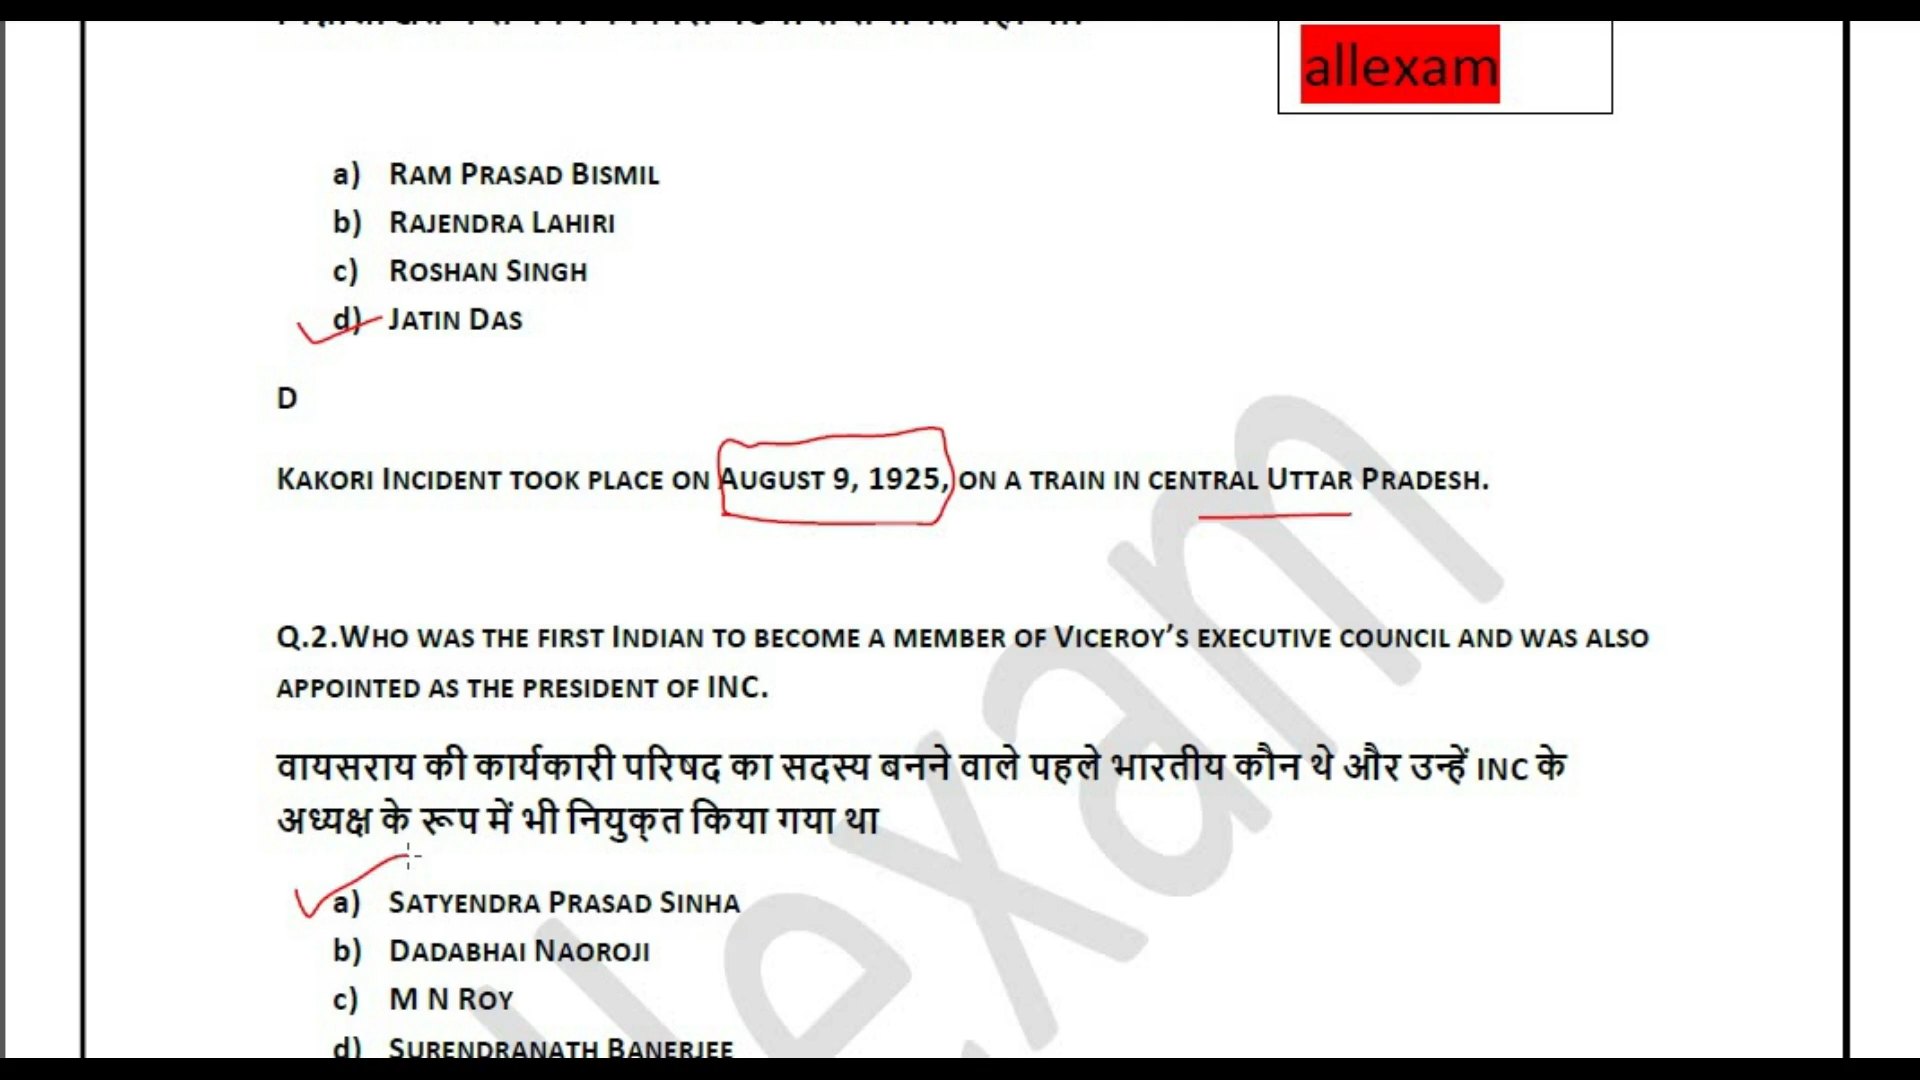 allexam
a) RAM PRASAD BISMIL
b) RAJENDRA LAHIRI
c) ROSHAN SINGH
d) JATIN DAS
D
KAKORI INCIDENT TOOK PLACE ON AUGUST 9, 1925, ON A TRAIN IN CENTRAL UTTAR PRADESH.
Q.2.WHO WAS THE FIRST INDIAN TO BECOME A MEMBER OF VICEROY’S EXECUTIVE COUNCIL AND WAS ALSO
APPOINTED AS THE PRESIDENT OF INC.
वायसराय की कार्यकारी परिषद का सदस्य बनने वाले पहले भारतीय कौन थे और उन्हें INC के
अध्यक्ष के रूप में भी नियुक्त किया गया था
a) SATYENDRA PRASAD SINHA
b) DADABHAI NAOROJI
c) M N ROY
d) SURENDRANATH BANERJEE